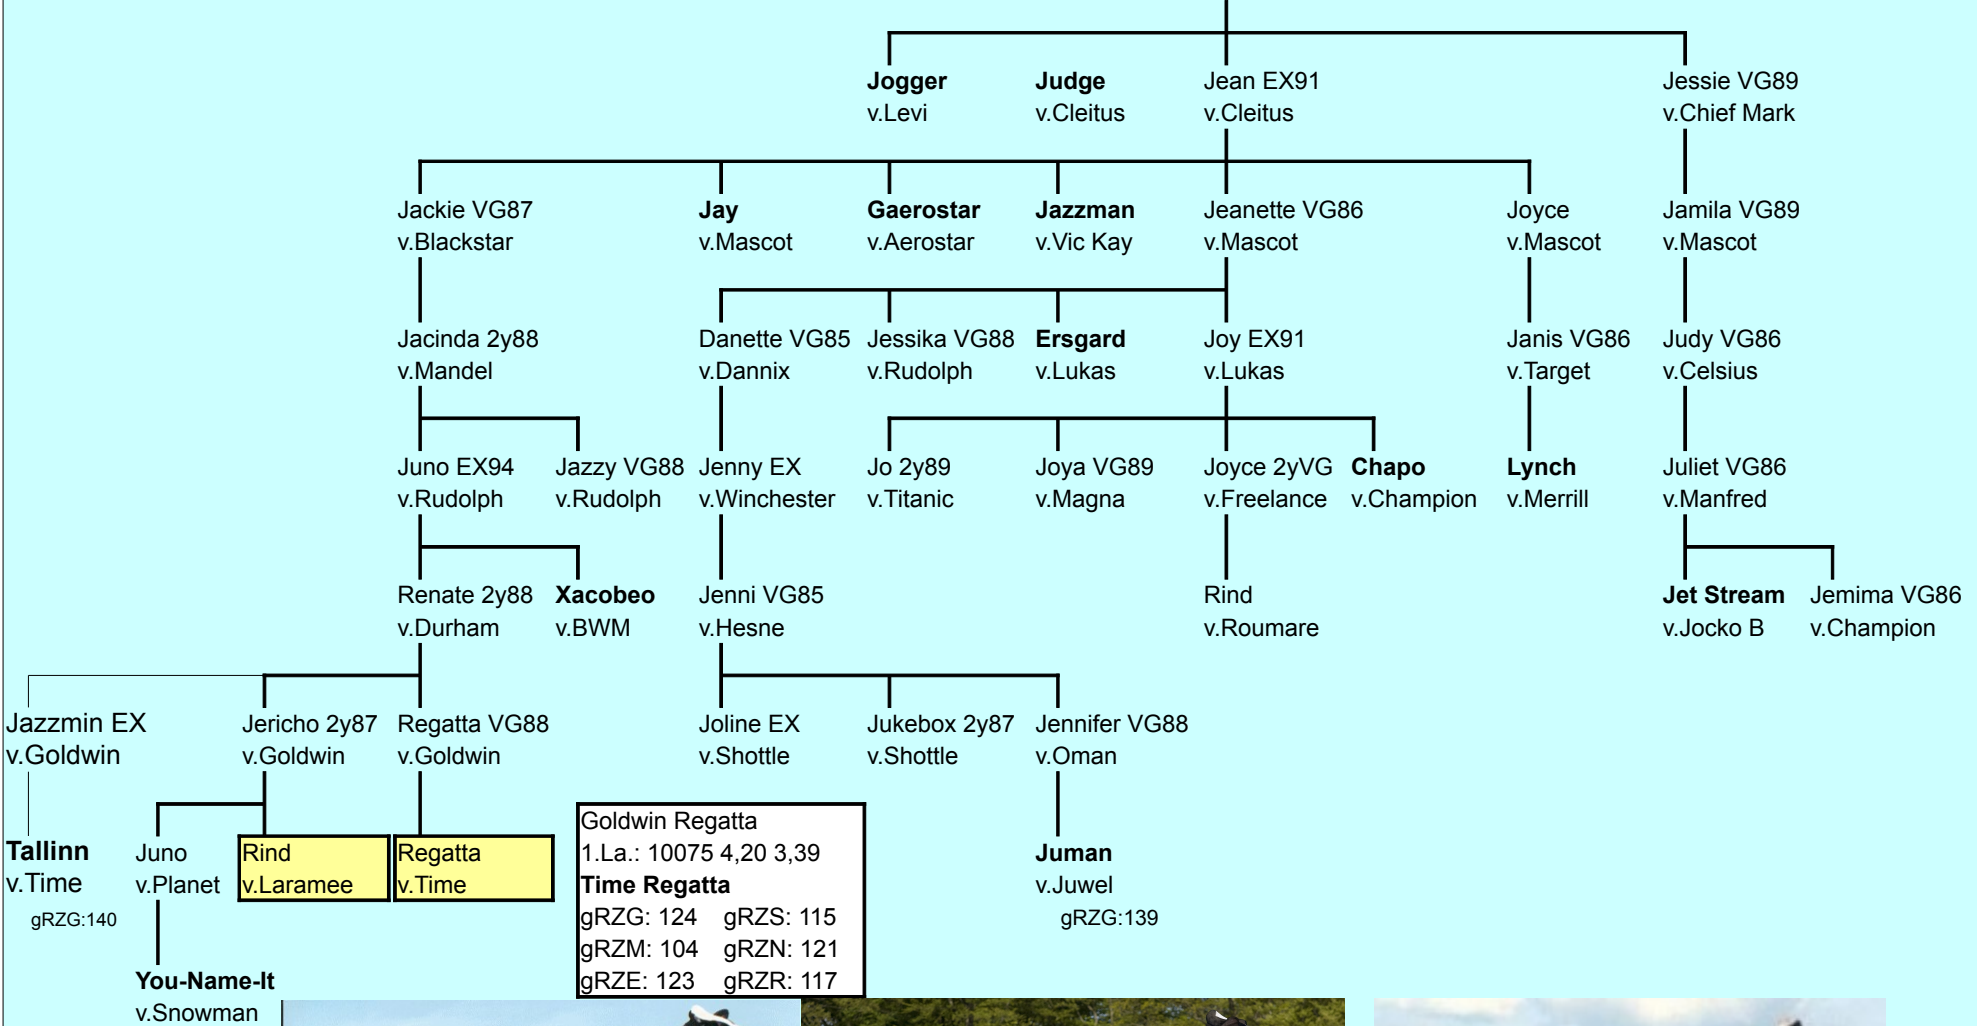 Jogger
v.Levi
Judge
v.Cleitus
Jean EX91
v.Cleitus
Jessie VG89
v.Chief Mark
Jackie VG87
v.Blackstar
Jay
v.Mascot
Gaerostar
v.Aerostar
Jazzman
v.Vic Kay
Jeanette VG86
v.Mascot
Joyce
v.Mascot
Jamila VG89
v.Mascot
Jacinda 2y88
v.Mandel
Danette VG85
v.Dannix
Jessika VG88
v.Rudolph
Ersgard
v.Lukas
Joy EX91
v.Lukas
Janis VG86
v.Target
Judy VG86
v.Celsius
Juno EX94
v.Rudolph
Jazzy VG88
v.Rudolph
Jenny EX
v.Winchester
Jo 2y89
v.Titanic
Joya VG89
v.Magna
Joyce 2yVG
v.Freelance
Chapo
v.Champion
Lynch
v.Merrill
Juliet VG86
v.Manfred
Renate 2y88
v.Durham
Xacobeo
v.BWM
Jenni VG85
v.Hesne
Rind
v.Roumare
Jet Stream
v.Jocko B
Jemima VG86
v.Champion
Jazzmin EX
v.Goldwin
Jericho 2y87
v.Goldwin
Regatta VG88
v.Goldwin
Joline EX
v.Shottle
Jukebox 2y87
v.Shottle
Jennifer VG88
v.Oman
Tallinn
v.Time
gRZG:140
Juno
v.Planet
Rind
v.Laramee
Regatta
v.Time
Goldwin Regatta
1.La.: 10075 4,20 3,39
Time Regatta
gRZG: 124 gRZS: 115
gRZM: 104 gRZN: 121
gRZE: 123 gRZR: 117
Juman
v.Juwel
gRZG:139
You-Name-It
v.Snowman